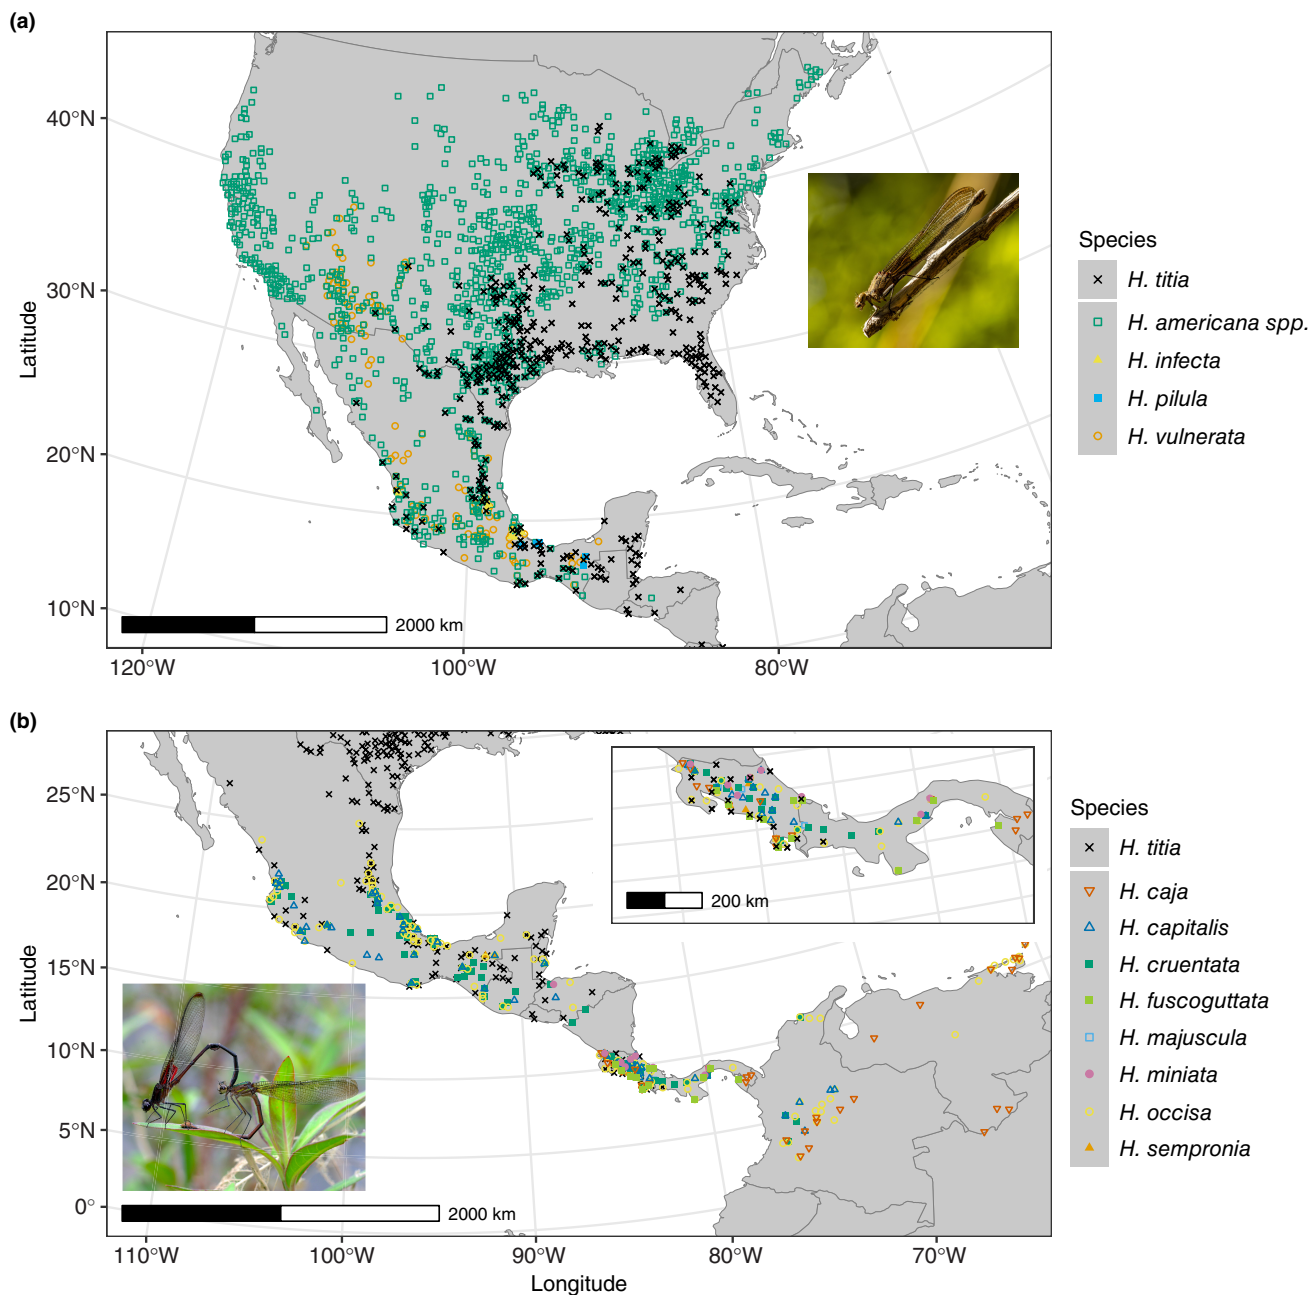 (a)
40°N
30°N
20°N
10°N
Latitude
2000 km
120°W
100°W
80°W
Species
H. titia
H. americana spp.
H. infecta
H. pilula
H. vulnerata
(b)
25°N
20°N
15°N
10°N
5°N
0°
Latitude
200 km
2000 km
110°W
100°W
90°W
80°W
70°W
Longitude
Species
H. titia
H. caja
H. capitalis
H. cruentata
H. fuscoguttata
H. majuscula
H. miniata
H. occisa
H. sempronia